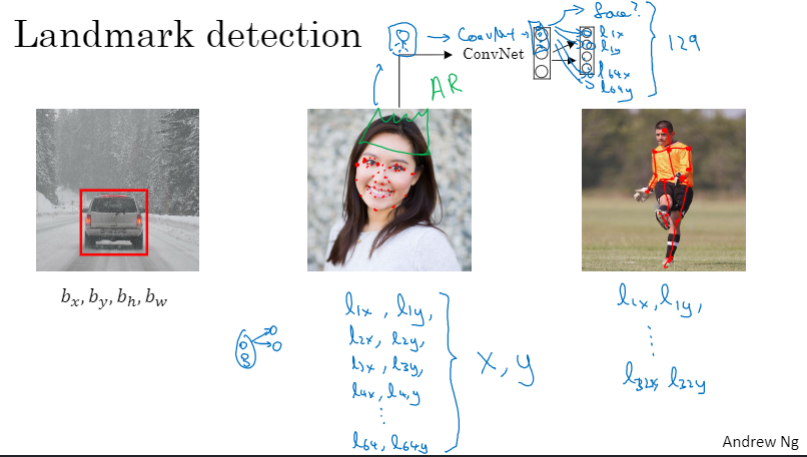 Landmark detection
→ ConvNet →
ConvNet
face?
l1x
l1y
l64x
l64y
129
AR
bx, by, bh, bw
l1x, l1y,
l2x, l2y,
l3x, l3y,
l4x, l4y
⋮
l64, l64y
x, y
l1x, l1y,
⋮
l32x, l32y
Andrew Ng